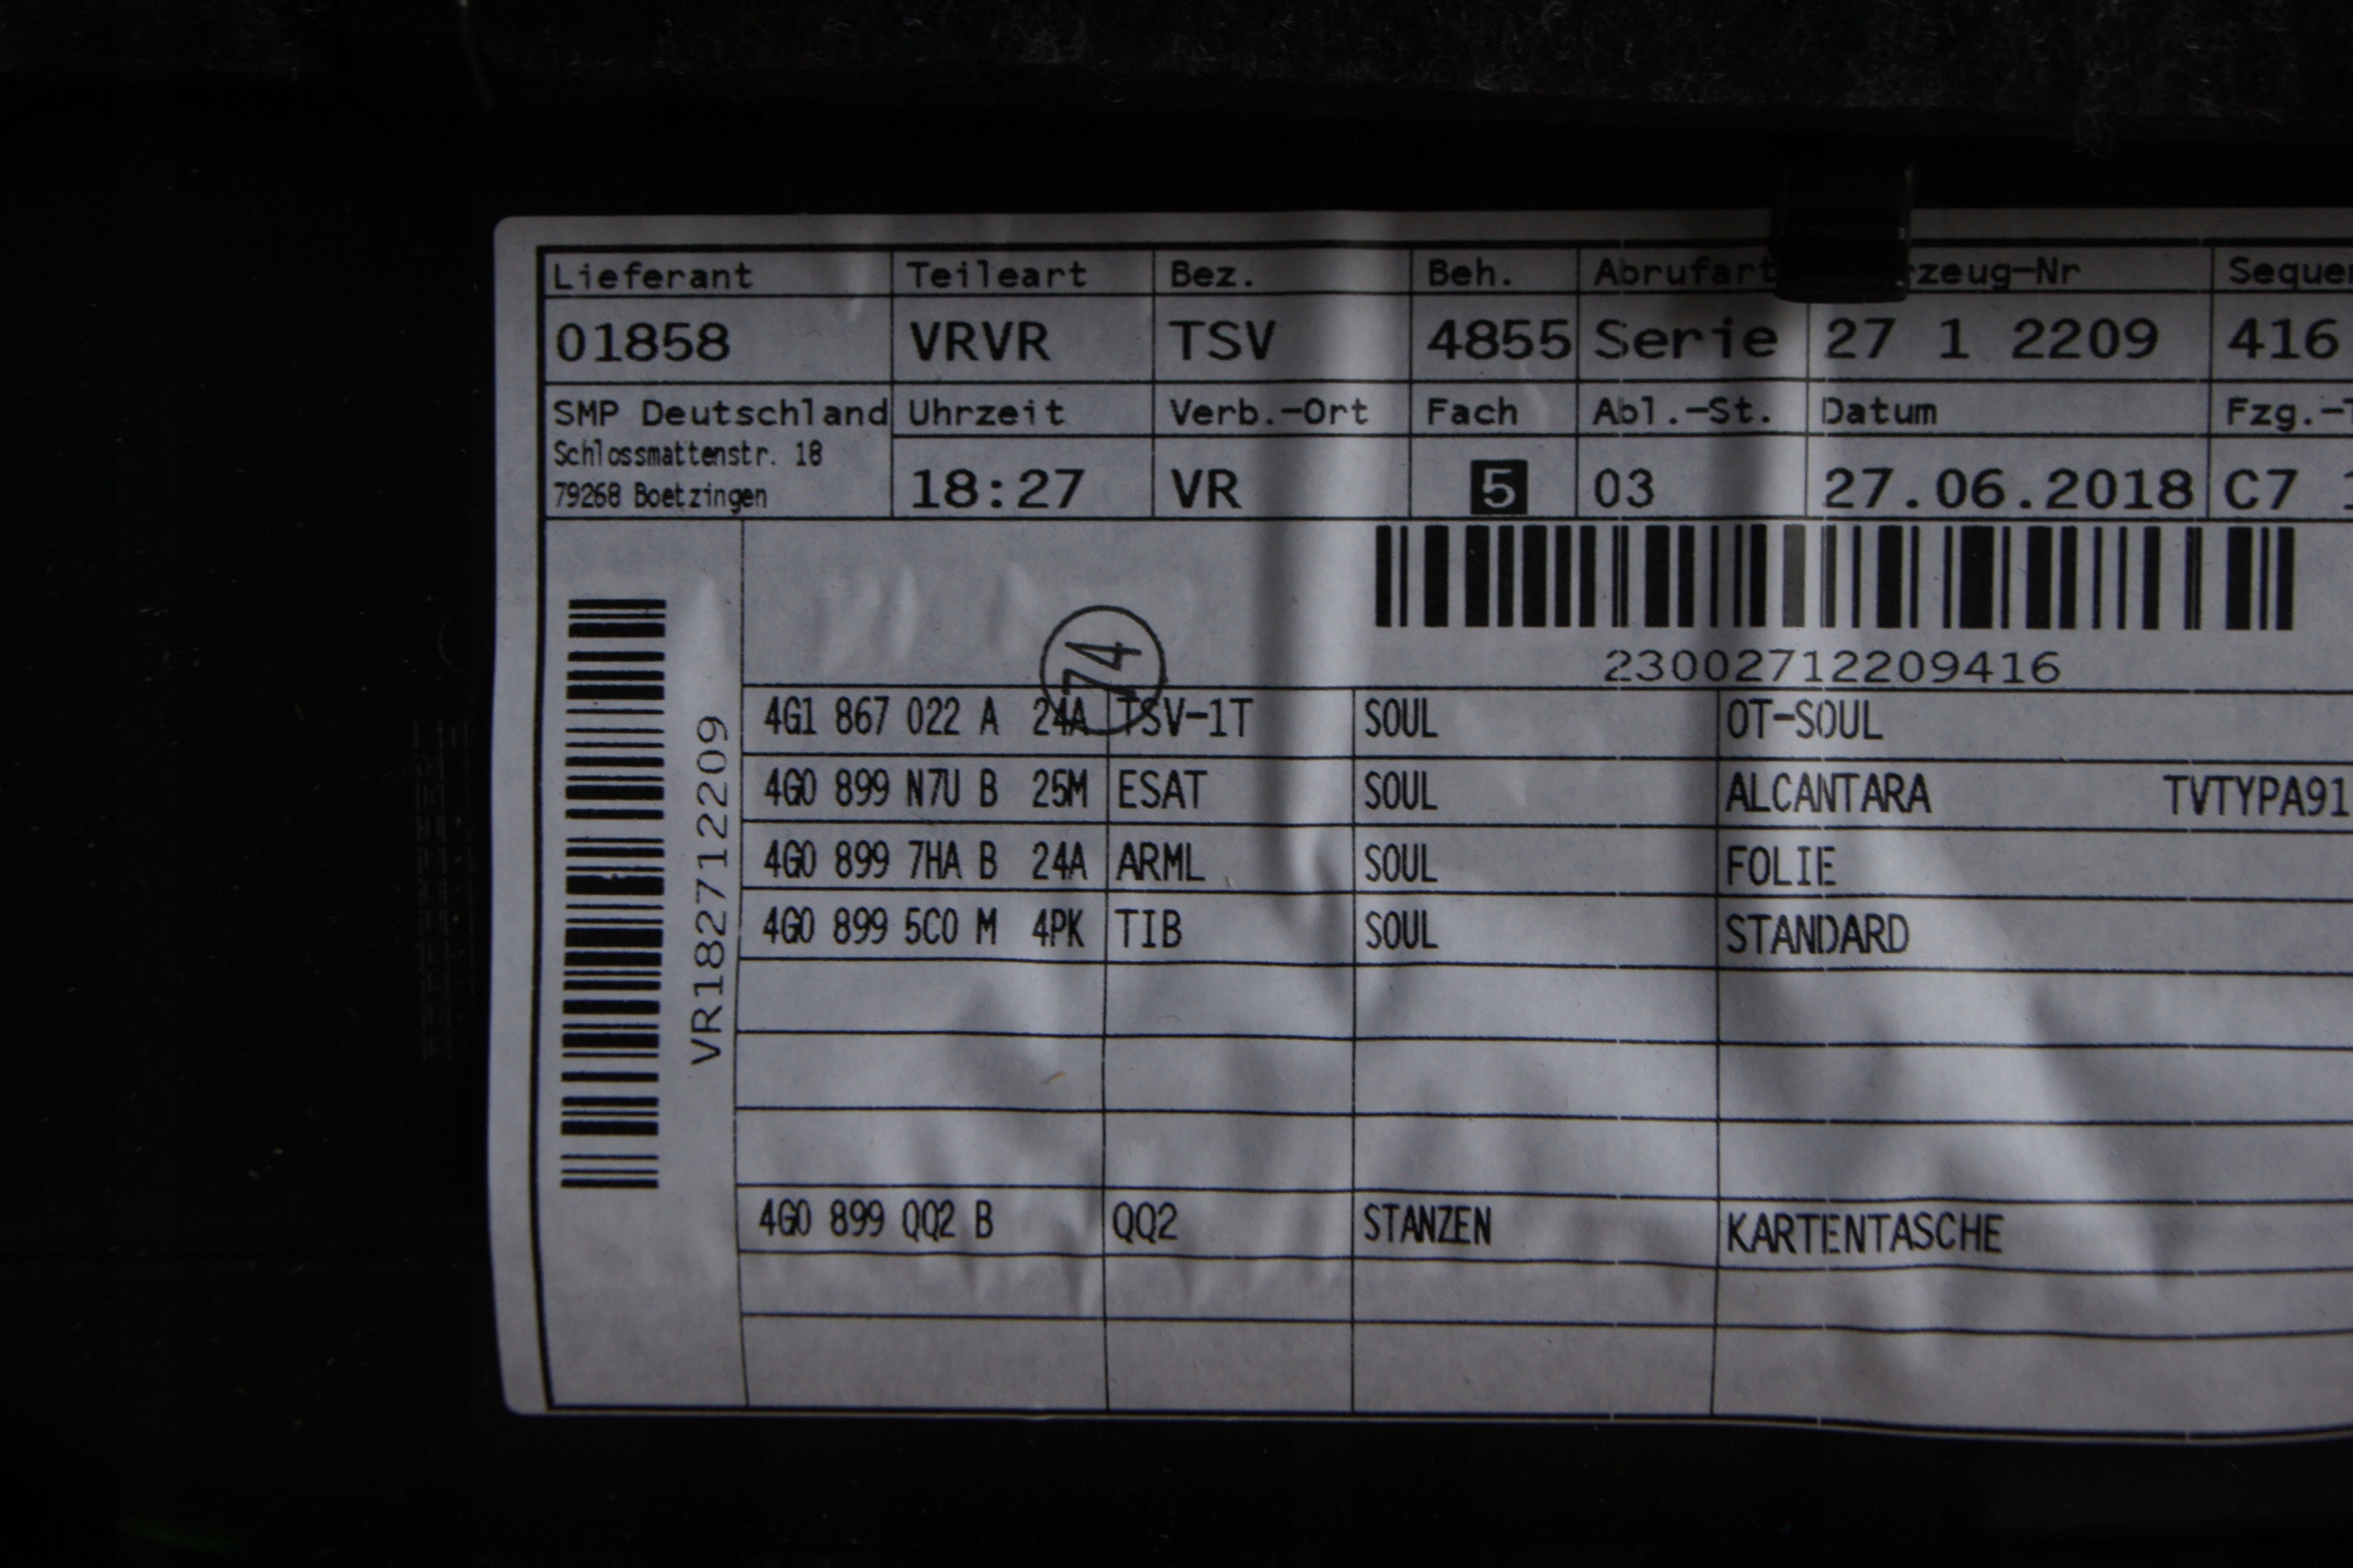 Lieferant Teileart Bez. Beh. Abrufart rzeug-Nr Sequen
01858 VRVR TSV 4855 Serie 27 1 2209 416
SMP Deutschland Uhrzeit Verb.-Ort Fach Abl.-St. Datum Fzg.-T
Schlossmattenstr. 18
79268 Boetzingen
18:27 VR 5 03 27.06.2018 C7
74
23002712209416
VR182712209
4G1 867 022 A 24A TSV-1T SOUL OT-SOUL
4G0 899 N7U B 25M ESAT SOUL ALCANTARA TVTYPA91
4G0 899 7HA B 24A ARML SOUL FOLIE
4G0 899 5C0 M 4PK TIB SOUL STANDARD
4G0 899 QQ2 B QQ2 STANZEN KARTENTASCHE